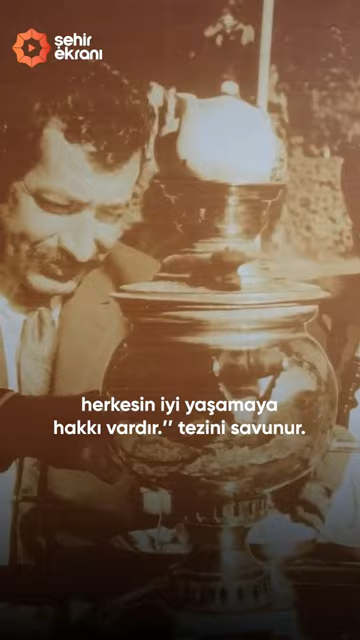 şehir
ekranı
herkesin iyi yaşamaya
hakkı vardır.’’ tezini savunur.